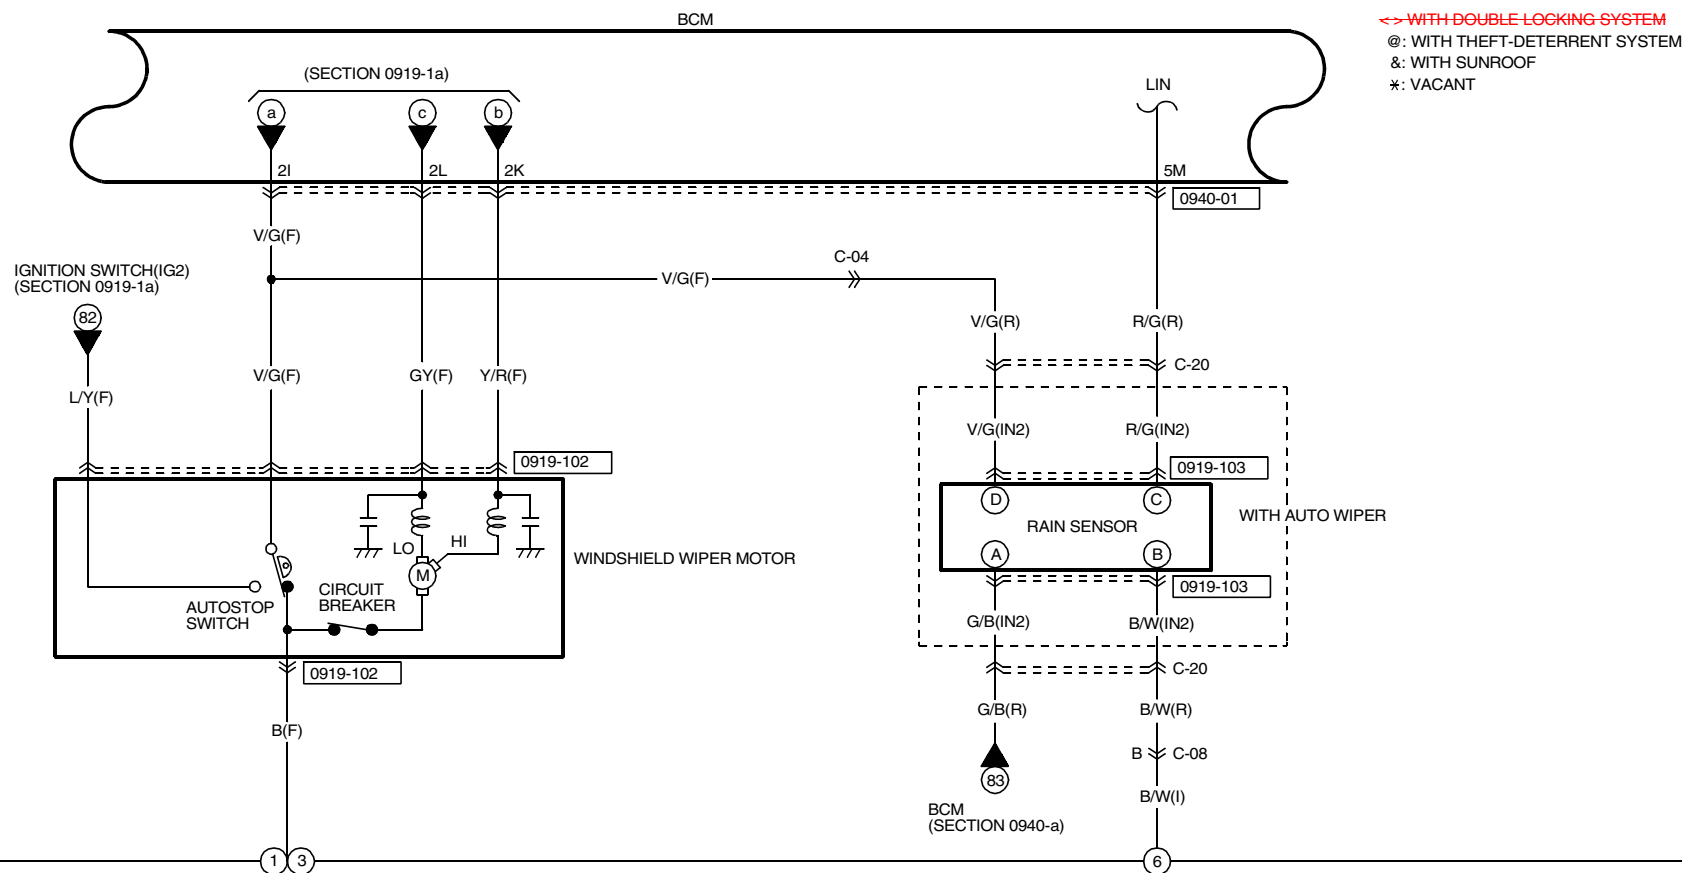 BCM
<> WITH DOUBLE LOCKING SYSTEM
@: WITH THEFT-DETERRENT SYSTEM
&: WITH SUNROOF
*: VACANT
(SECTION 0919-1a)
LIN
a
c
b
2I
2L
2K
5M
0940-01
V/G(F)
C-04
IGNITION SWITCH(IG2)
(SECTION 0919-1a)
V/G(F)
82
V/G(R)
R/G(R)
C-20
V/G(F)
GY(F)
Y/R(F)
L/Y(F)
V/G(IN2)
R/G(IN2)
0919-102
0919-103
D
C
WITH AUTO WIPER
RAIN SENSOR
LO
HI
A
B
WINDSHIELD WIPER MOTOR
M
CIRCUIT
BREAKER
0919-103
AUTOSTOP
SWITCH
G/B(IN2)
B/W(IN2)
0919-102
C-20
G/B(R)
B/W(R)
B(F)
B
C-08
83
B/W(I)
BCM
(SECTION 0940-a)
1
3
6